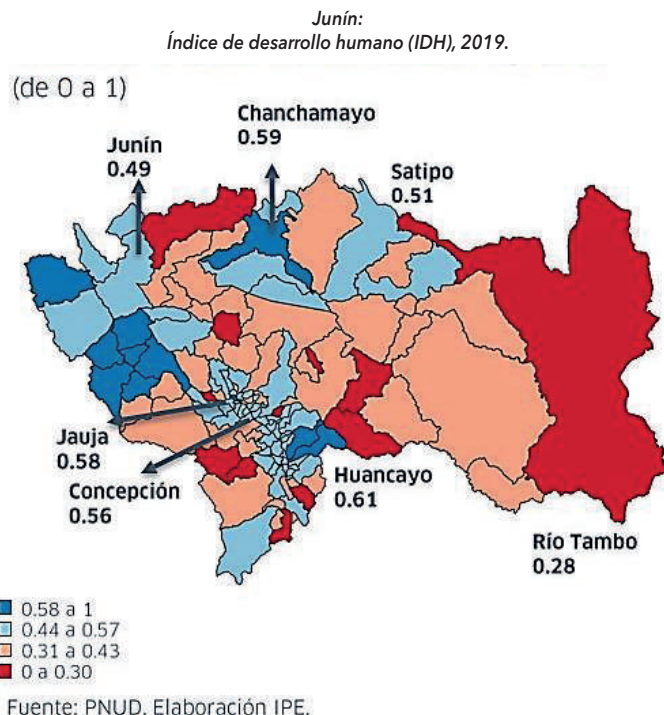 Junín:
Índice de desarrollo humano (IDH), 2019.
(de 0 a 1)
Chanchamayo
0.59
Junín
0.49
Satipo
0.51
Jauja
0.58
Concepción
0.56
Huancayo
0.61
Río Tambo
0.28
0.58 a 1
0.44 a 0.57
0.31 a 0.43
0 a 0.30
Fuente: PNUD. Elaboración IPE.